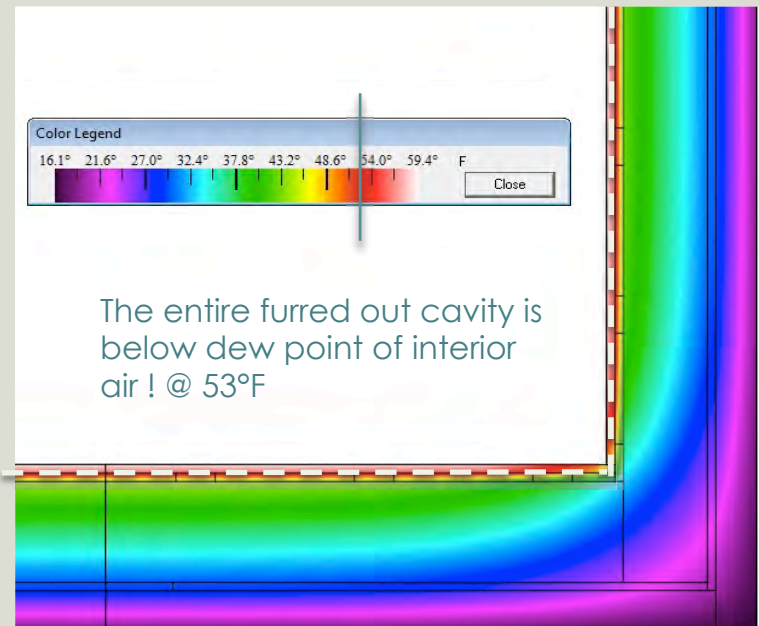 Color Legend
16.1° 21.6° 27.0° 32.4° 37.8° 43.2° 48.6° 54.0° 59.4° F
Close
The entire furred out cavity is
below dew point of interior
air ! @ 53°F